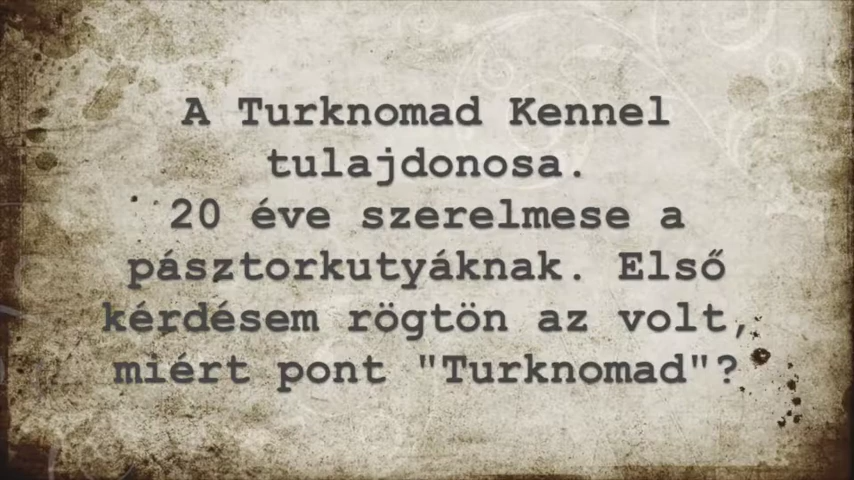 A Turknomad Kennel
tulajdonosa.
20 éve szerelmese a
pásztorkutyáknak. Első
kérdésem rögtön az volt,
miért pont "Turknomad"?